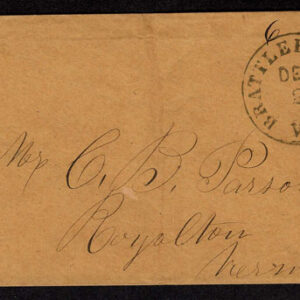 BRATTLE
DE
Mr C. B. Parso
Royalton
Verm